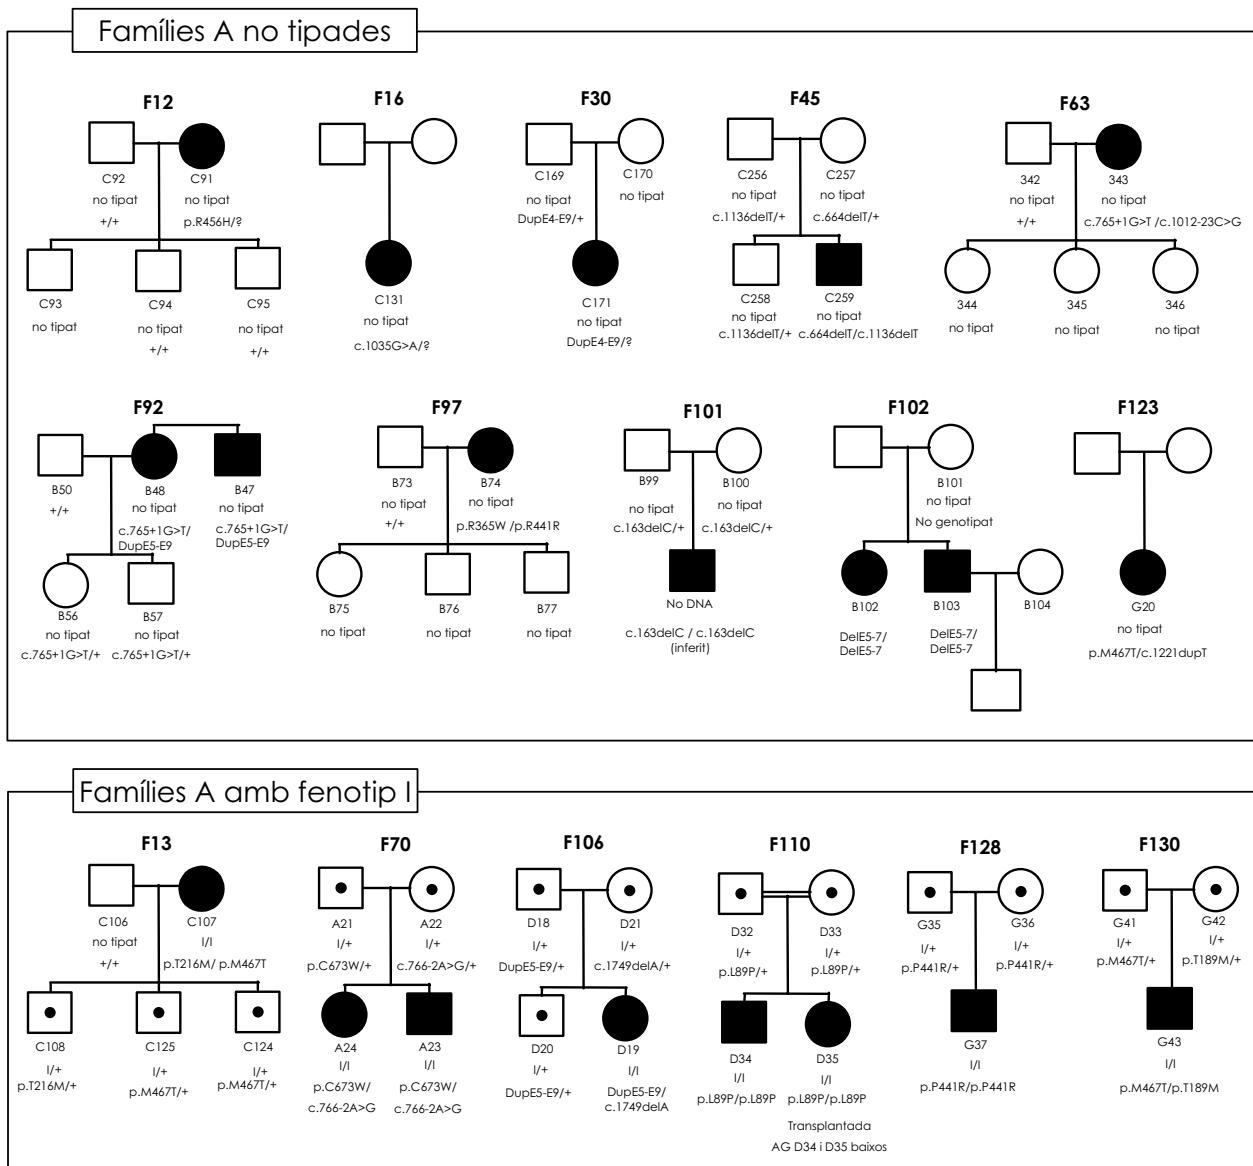 Famílies A no tipades
F12
C92
no tipat
+/+
C91
no tipat
p.R456H/?
C93
no tipat
C94
no tipat
+/+
C95
no tipat
+/+
F16
C131
no tipat
c.1035G>A/?
F30
C169
no tipat
DupE4-E9/+
C170
no tipat
C171
no tipat
DupE4-E9/?
F45
C256
no tipat
c.1136delT/+
C257
no tipat
c.664delT/+
C258
no tipat
c.1136delT/+
C259
no tipat
c.664delT/c.1136delT
F63
342
no tipat
+/+
343
no tipat
c.765+1G>T /c.1012-23C>G
344
no tipat
345
no tipat
346
no tipat
F92
B50
+/+
B48
no tipat
c.765+1G>T/
DupE5-E9
B47
no tipat
c.765+1G>T/
DupE5-E9
B56
no tipat
c.765+1G>T/+
B57
no tipat
c.765+1G>T/+
F97
B73
no tipat
+/+
B74
no tipat
p.R365W /p.R441R
B75
no tipat
B76
no tipat
B77
no tipat
F101
B99
no tipat
c.163delC/+
B100
no tipat
c.163delC/+
No DNA
c.163delC / c.163delC
(inferit)
F102
B101
no tipat
No genotipat
B102
DelE5-7/
DelE5-7
B103
DelE5-7/
DelE5-7
B104
F123
G20
no tipat
p.M467T/c.1221dupT
Famílies A amb fenotip I
F13
C106
no tipat
+/+
C107
I/I
p.T216M/ p.M467T
C108
I/+
p.T216M/+
C125
I/+
p.M467T/+
C124
I/+
p.M467T/+
F70
A21
I/+
p.C673W/+
A22
I/+
c.766-2A>G/+
A24
I/I
p.C673W/
c.766-2A>G
A23
I/I
p.C673W/
c.766-2A>G
F106
D18
I/+
DupE5-E9/+
D21
I/+
c.1749delA/+
D20
I/+
DupE5-E9/+
D19
I/I
DupE5-E9/
c.1749delA
F110
D32
I/+
p.L89P/+
D33
I/+
p.L89P/+
D34
I/I
p.L89P/p.L89P
D35
I/I
p.L89P/p.L89P
Transplantada
AG D34 i D35 baixos
F128
G35
I/+
p.P441R/+
G36
I/+
p.P441R/+
G37
I/I
p.P441R/p.P441R
F130
G41
I/+
p.M467T/+
G42
I/+
p.T189M/+
G43
I/I
p.M467T/p.T189M